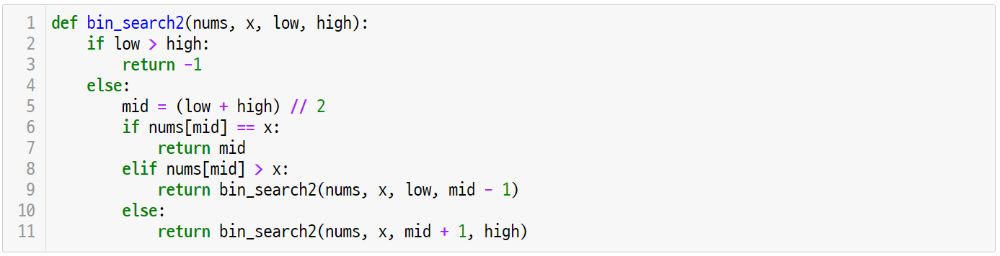 1 def bin_search2(nums, x, low, high):
2     if low > high:
3         return -1
4     else:
5         mid = (low + high) // 2
6         if nums[mid] == x:
7             return mid
8         elif nums[mid] > x:
9             return bin_search2(nums, x, low, mid - 1)
10         else:
11             return bin_search2(nums, x, mid + 1, high)